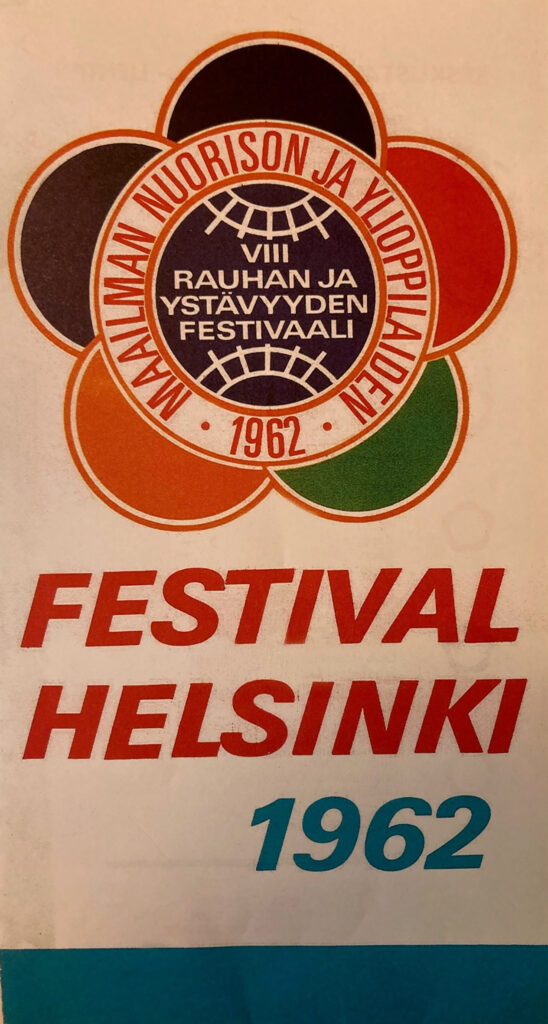 MAAILMAN NUORISON JA YLIOPPILAIDEN
VIII
RAUHAN JA
YSTÄVYYDEN
FESTIVAALI
· 1962 ·
FESTIVAL
HELSINKI
1962